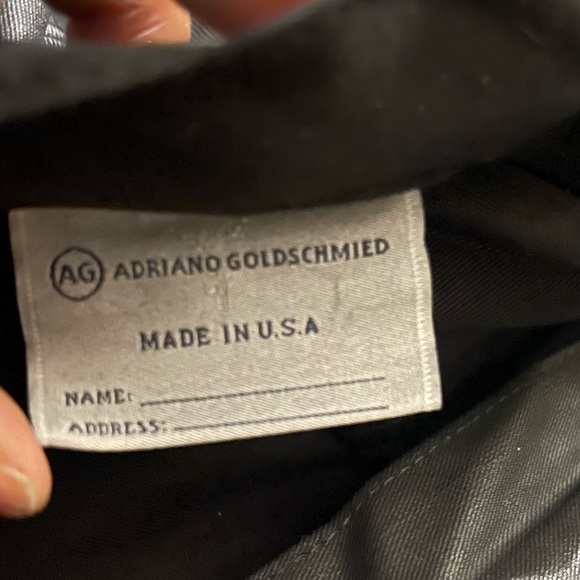 AG ADRIANO GOLDSCHMIED
MADE IN U.S.A
NAME:
ADDRESS: